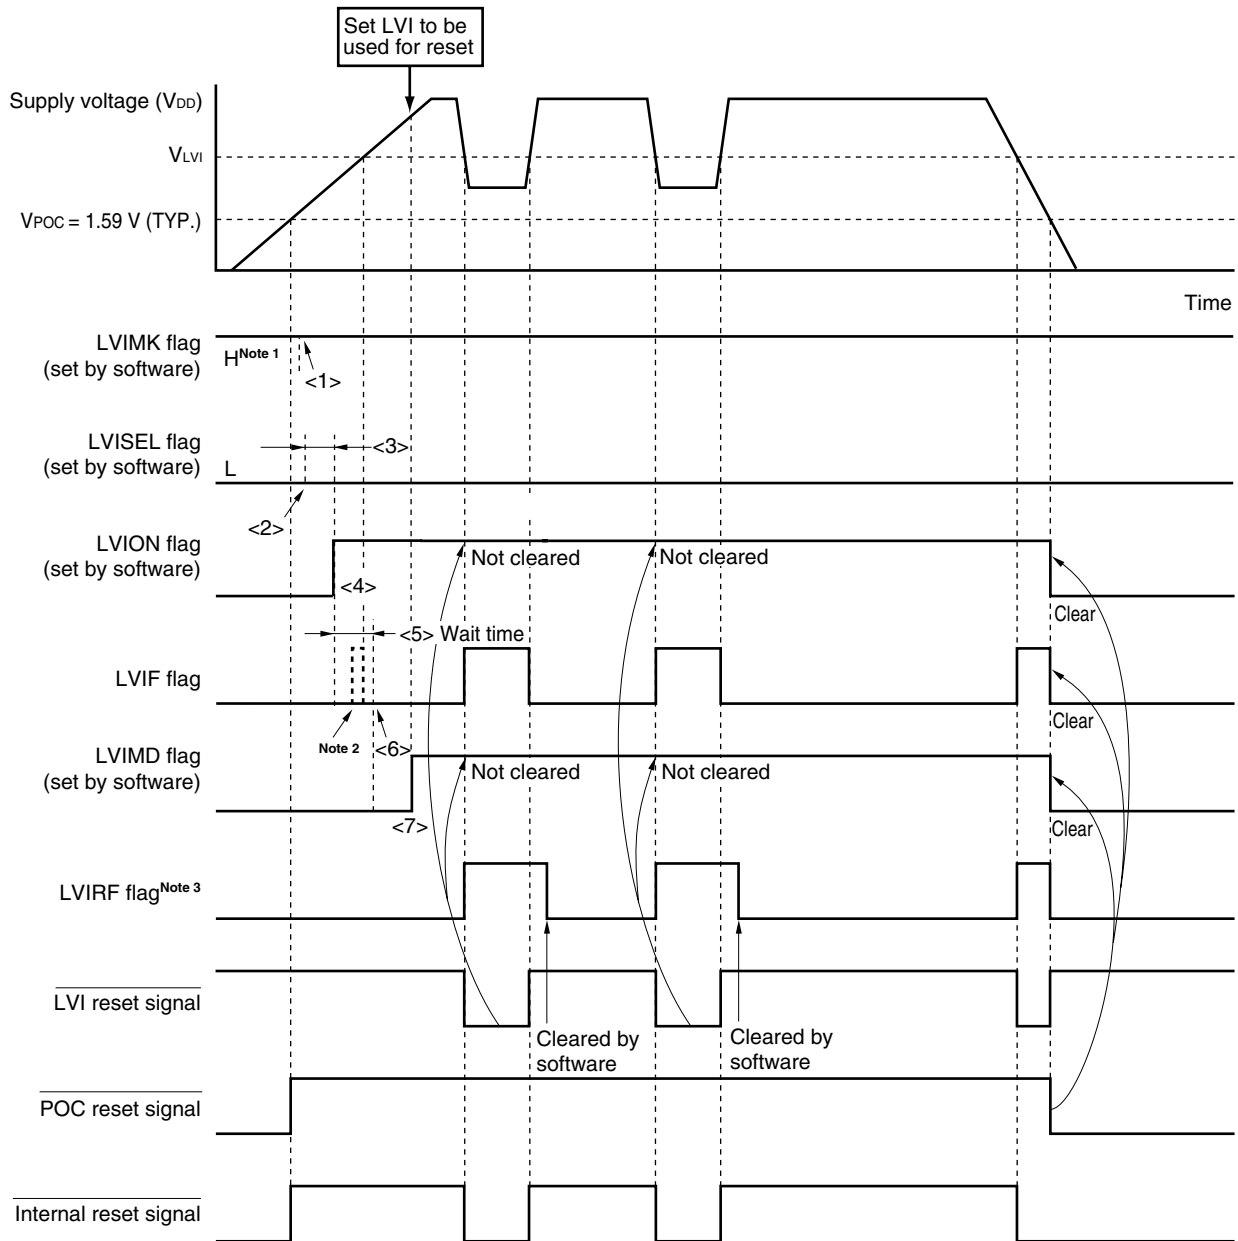 Set LVI to be
used for reset
Supply voltage (VDD)
VLVI
VPOC = 1.59 V (TYP.)
Time
LVIMK flag
(set by software)
HNote 1
<1>
LVISEL flag
(set by software)
L
<3>
<2>
LVION flag
(set by software)
Not cleared
Not cleared
<4>
Clear
<5> Wait time
LVIF flag
Note 2
<6>
Clear
LVIMD flag
(set by software)
Not cleared
Not cleared
<7>
Clear
LVIRF flagNote 3
LVI reset signal
Cleared by
software
Cleared by
software
POC reset signal
Internal reset signal